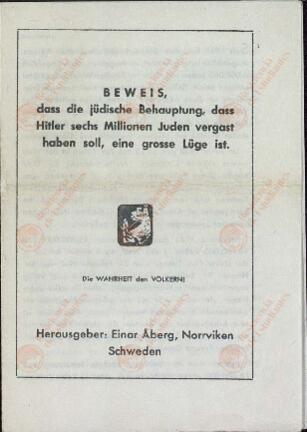 BEWEIS,
dass die jüdische Behauptung, dass
Hitler sechs Millionen Juden vergast
haben soll, eine grosse Lüge ist.
Die WAHRHEIT den VÖLKERN!
Herausgeber: Einar Åberg, Norrviken
Schweden